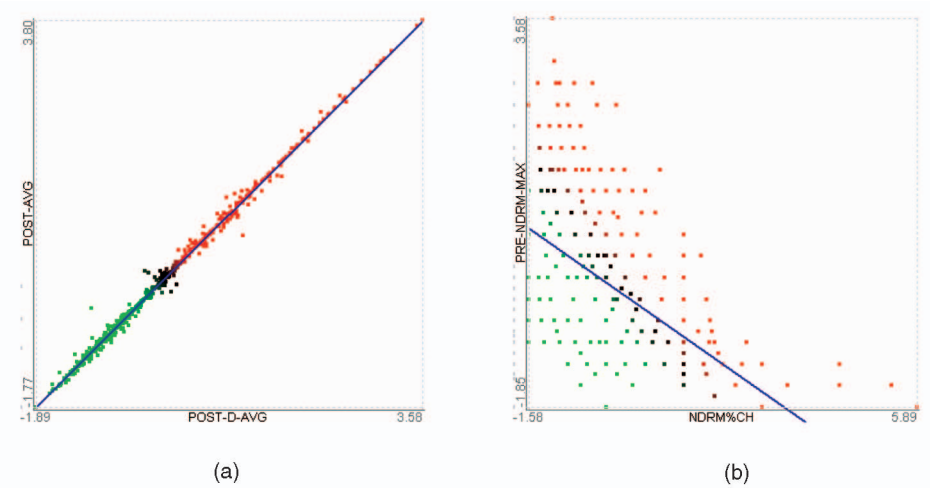 3.80
POST-AVG
-1.77
-1.89
POST-D-AVG
3.58
(a)
3.58
PRE-NDRM-MAX
-1.85
-1.58
NDRM%CH
5.89
(b)